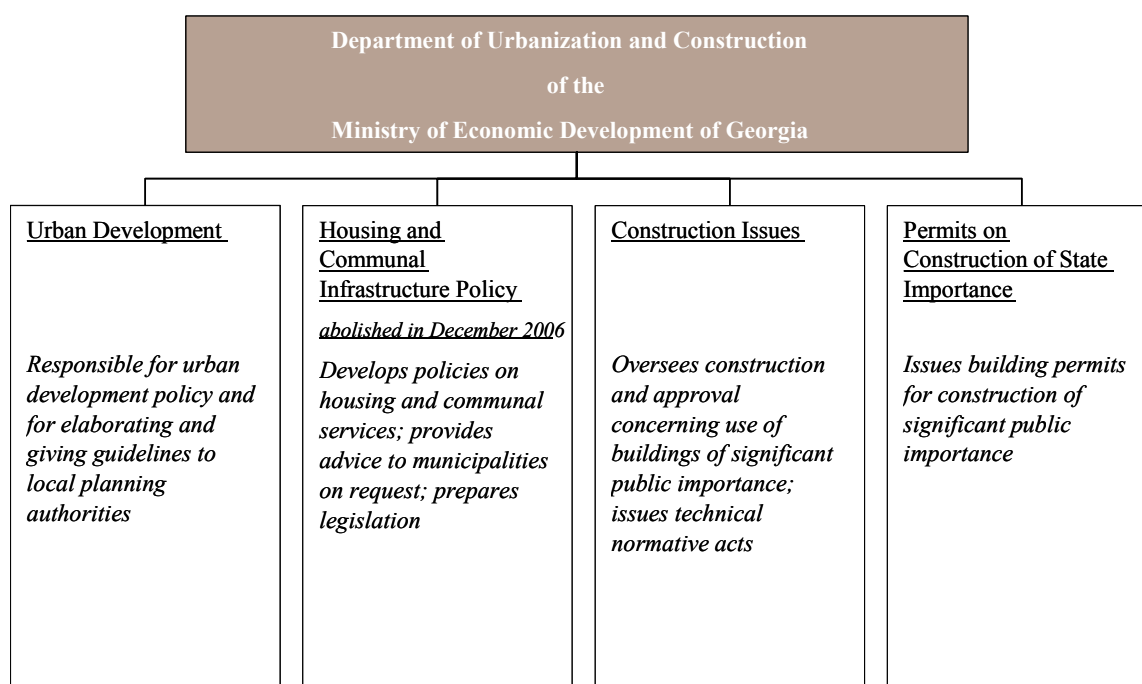 Department of Urbanization and Construction
of the
Ministry of Economic Development of Georgia
Urban Development
Responsible for urban
development policy and
for elaborating and
giving guidelines to
local planning
authorities
Housing and
Communal
Infrastructure Policy
abolished in December 2006
Develops policies on
housing and communal
services; provides
advice to municipalities
on request; prepares
legislation
Construction Issues
Oversees construction
and approval
concerning use of
buildings of significant
public importance;
issues technical
normative acts
Permits on
Construction of State
Importance
Issues building permits
for construction of
significant public
importance